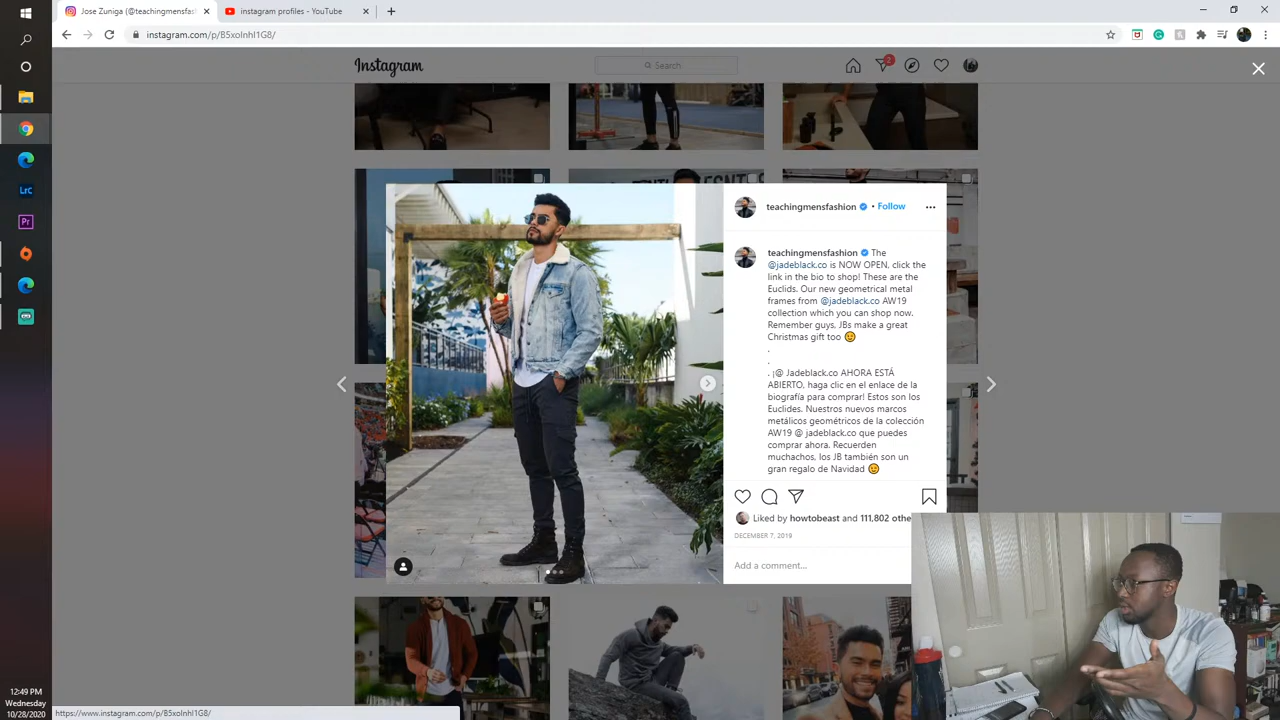 Jose Zuniga (@teachingmensfas
instagram profiles - YouTube
instagram.com/p/B5xoInhI1G8/
Instagram
Search
2
teachingmensfashion • Follow
teachingmensfashion The
@jadeblack.co is NOW OPEN, click the
link in the bio to shop! These are the
Euclids. Our new geometrical metal
frames from @jadeblack.co AW19
collection which you can shop now.
Remember guys, JBs make a great
Christmas gift too
.
.
. ¡@ Jadeblack.co AHORA ESTÁ
ABIERTO, haga clic en el enlace de la
biografía para comprar! Estos son los
Euclides. Nuestros nuevos marcos
metálicos geométricos de la colección
AW19 @ jadeblack.co que puedes
comprar ahora. Recuerden
muchachos, los JB también son un
gran regalo de Navidad
Liked by howtobeast and 111,802 othe
DECEMBER 7, 2019
Add a comment...
LrC
Pr
12:49 PM
Wednesday
10/28/2020
https://www.instagram.com/p/B5xoInhI1G8/